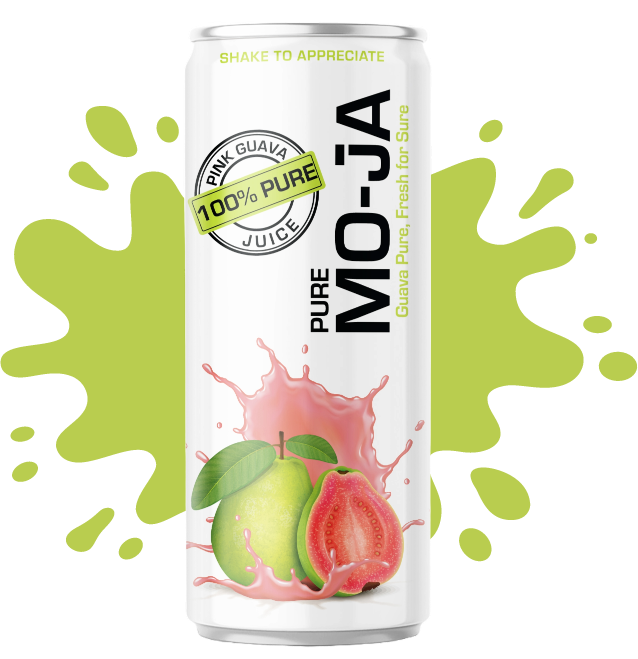 SHAKE TO APPRECIATE
PINK GUAVA
100% PURE
JUICE
PURE
MO-JA
Guava Pure, Fresh for Sure